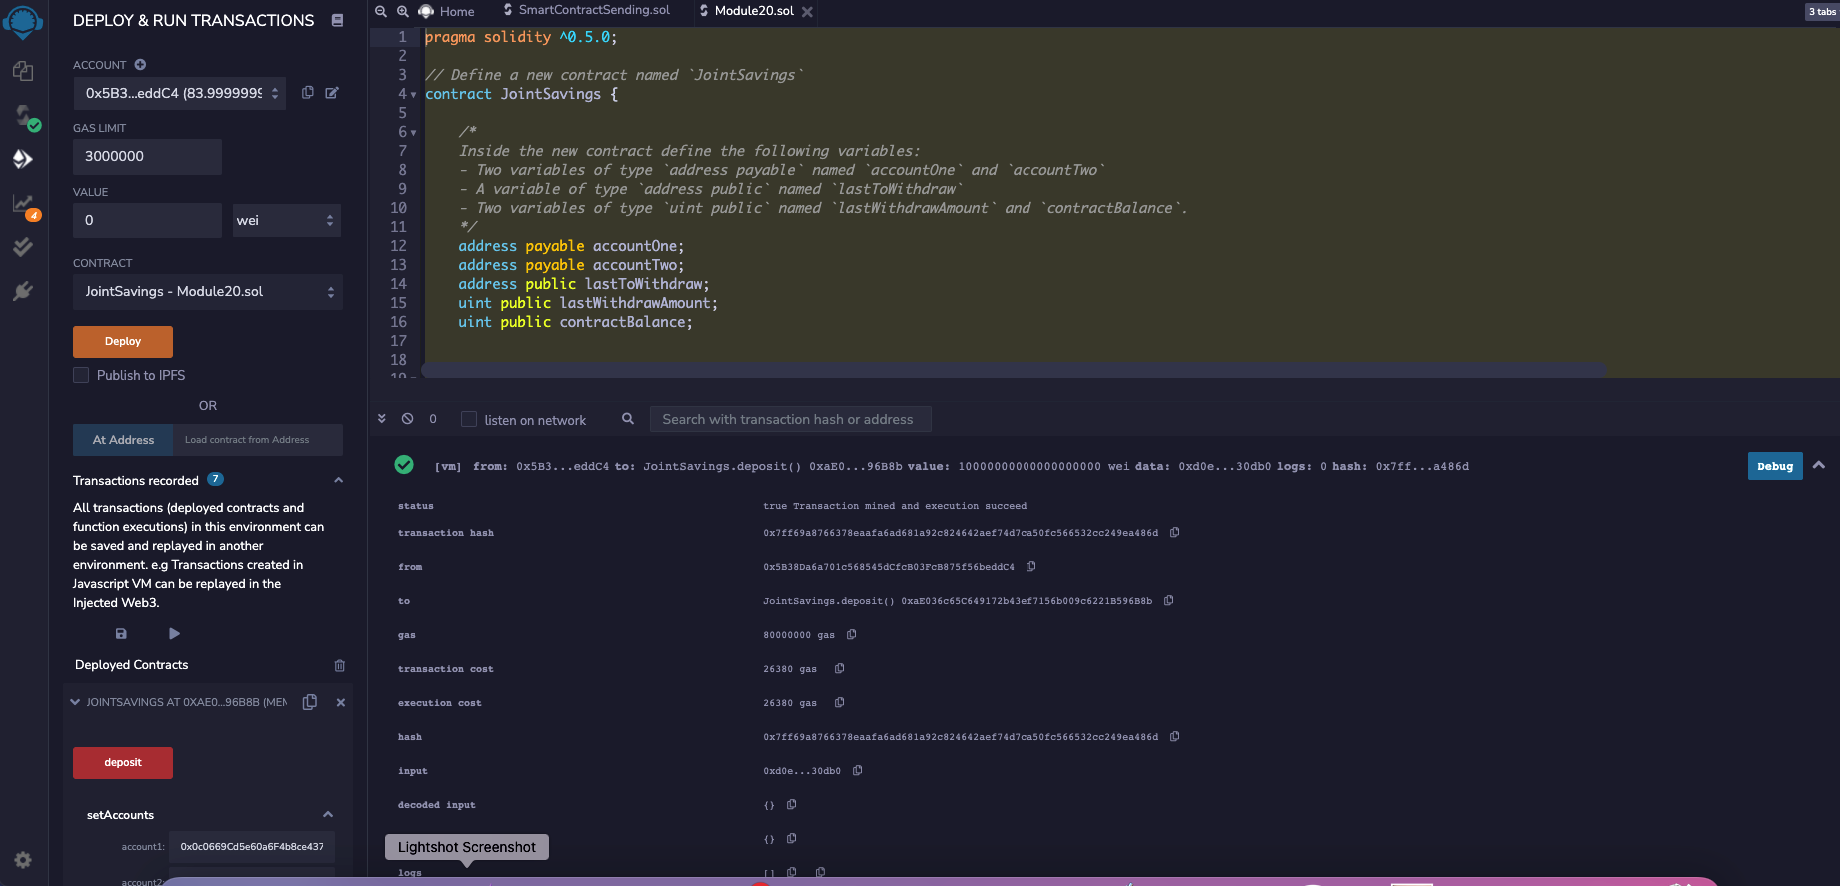 DEPLOY & RUN TRANSACTIONS
ACCOUNT
0x5B3...eddC4 (83.9999999
GAS LIMIT
3000000
VALUE
0
wei
CONTRACT
JointSavings - Module20.sol
Deploy
Publish to IPFS
OR
At Address
Load contract from Address
Transactions recorded 7
All transactions (deployed contracts and
function executions) in this environment can
be saved and replayed in another
environment. e.g Transactions created in
Javascript VM can be replayed in the
Injected Web3.
Deployed Contracts
JOINTSAVINGS AT 0XAE0...96B8B (MEM
deposit
setAccounts
account1: 0x0c0669Cd5e60a6F4b8ce437
account2:
4
Home
SmartContractSending.sol
Module20.sol
3 tabs
1 pragma solidity ^0.5.0;
2
3 // Define a new contract named `JointSavings`
4 contract JointSavings {
5
6 /*
7 Inside the new contract define the following variables:
8 - Two variables of type `address payable` named `accountOne` and `accountTwo`
9 - A variable of type `address public` named `lastToWithdraw`
10 - Two variables of type `uint public` named `lastWithdrawAmount` and `contractBalance`.
11 */
12 address payable accountOne;
13 address payable accountTwo;
14 address public lastToWithdraw;
15 uint public lastWithdrawAmount;
16 uint public contractBalance;
17
18
19
0
listen on network
Search with transaction hash or address
[vm] from: 0x5B3...eddC4 to: JointSavings.deposit() 0xaE0...96B8b value: 10000000000000000000 wei data: 0xd0e...30db0 logs: 0 hash: 0x7ff...a486d
Debug
status true Transaction mined and execution succeed
transaction hash 0x7ff69a8766378eaafa6ad681a92c824642aef74d7ca50fc566532cc249ea486d
from 0x5B38Da6a701c568545dCfcB03FcB875f56beddC4
to JointSavings.deposit() 0xaE036c65C649172b43ef7156b009c6221B596B8b
gas 80000000 gas
transaction cost 26380 gas
execution cost 26380 gas
hash 0x7ff69a8766378eaafa6ad681a92c824642aef74d7ca50fc566532cc249ea486d
input 0xd0e...30db0
decoded input {}
{}
Lightshot Screenshot
logs []